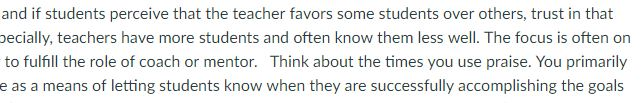 and if students perceive that the teacher favors some students over others, trust in that
teachers have more students and often know them less well. The focus is often on
to fulfill the role of coach or mentor. Think about the times you use praise. You primarily
as a means of letting students know when they are successfully accomplishing the goals